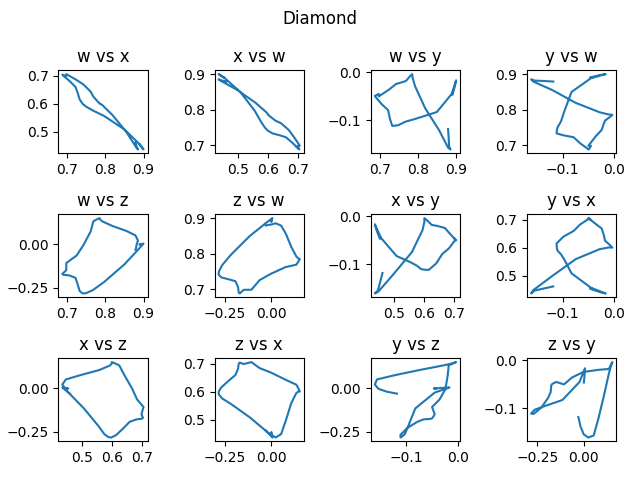 Diamond
w vs x x vs w w vs y y vs w
0.7 0.9 0.0 0.9
0.6 0.8 −0.1 0.8
0.5 0.7 0.7
0.7 0.8 0.9 0.5 0.6 0.7 0.7 0.8 0.9 −0.1 0.0
w vs z z vs w x vs y y vs x
0.00 0.9 0.0 0.7
−0.25 0.8 −0.1 0.6
0.7 0.5
0.7 0.8 0.9 −0.25 0.00 0.5 0.6 0.7 −0.1 0.0
x vs z z vs x y vs z z vs y
0.00 0.7 0.00 0.0
−0.25 0.6 −0.25 −0.1
0.5
0.5 0.6 0.7 −0.25 0.00 −0.1 0.0 −0.25 0.00